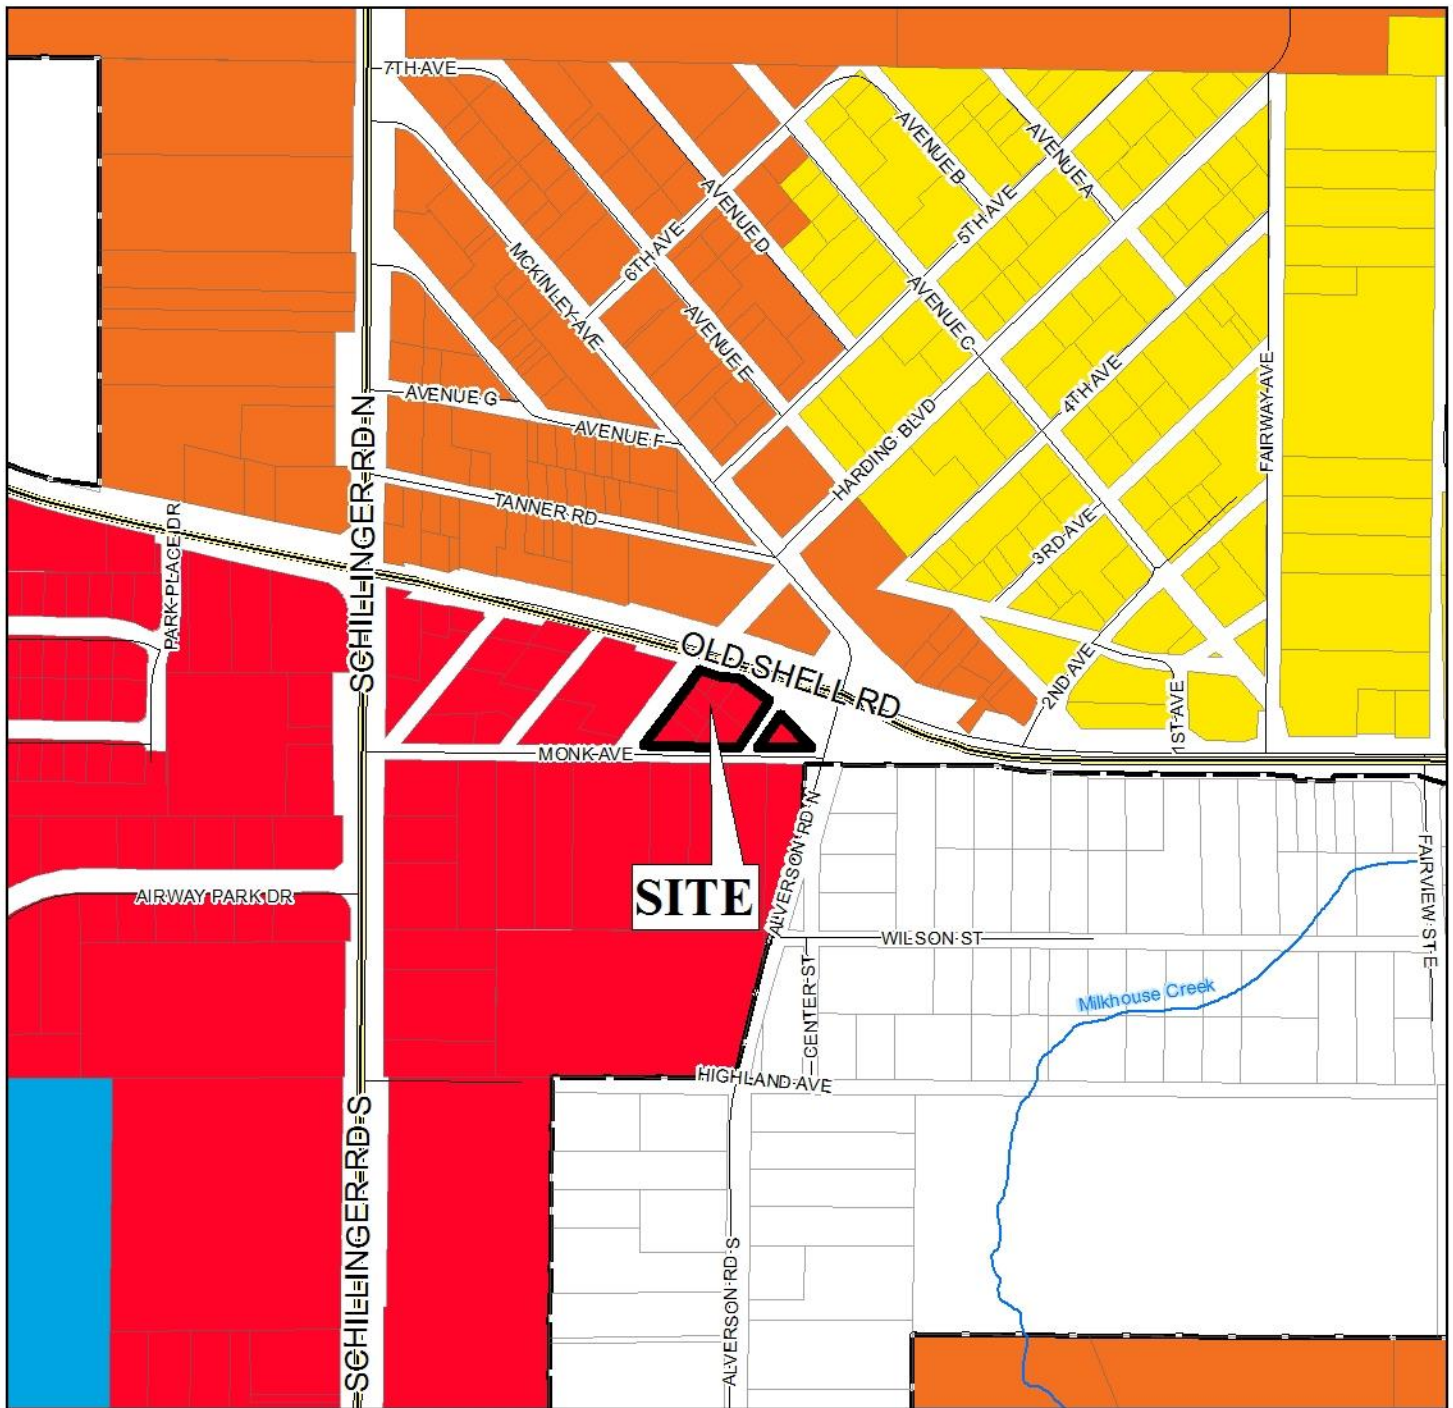 7TH AVE
AVENUE B
AVENUE A
AVENUE D
5TH AVE
6TH AVE
MCKINLEY AVE
AVENUE C
AVENUE E
4TH AVE
FAIRWAY AVE
AVENUE G
HARDING BLVD
AVENUE F
SCHILLINGER RD N
TANNER RD
PARK PLACE DR
3RD AVE
OLD SHELL RD
2ND AVE
1ST AVE
MONK AVE
ALVERSON RD N
FAIRVIEW ST E
AIRWAY PARK DR
SITE
WILSON ST
CENTER ST
Milkhouse Creek
HIGHLAND AVE
SCHILLINGER RD S
ALVERSON RD S